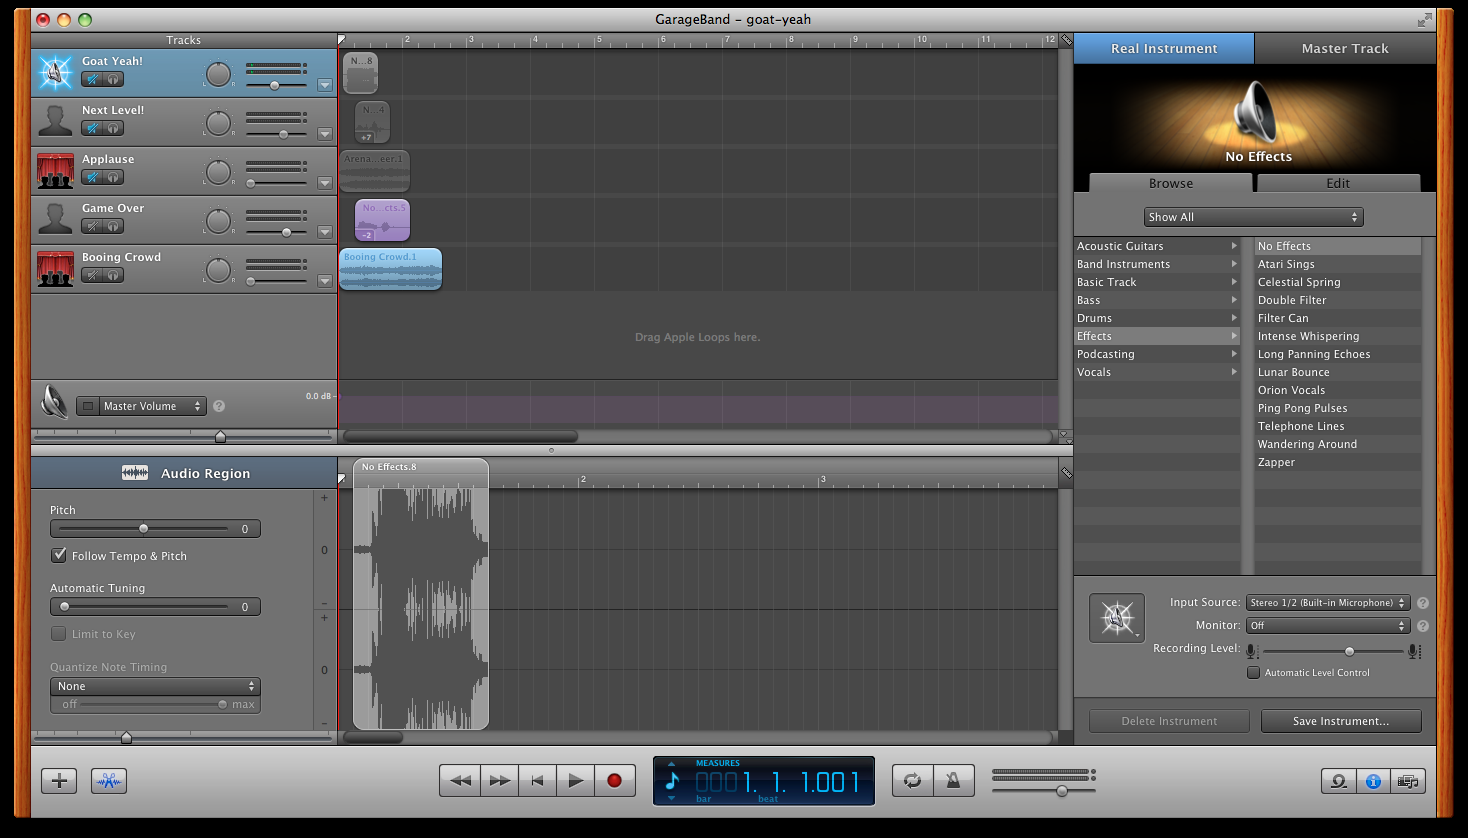 GarageBand – goat-yeah
Tracks
2 3 4 5 6 7 8 9 10 11 12
Real Instrument
Master Track
Goat Yeah!
L R
N...8
Next Level!
L R
N...4
+7
Applause
L R
Arena...eer.1
Game Over
L R
No...cts.5
-2
Booing Crowd
L R
Booing Crowd.1
Drag Apple Loops here.
Master Volume
?
0.0 dB
No Effects
Browse
Edit
Show All
Acoustic Guitars
Band Instruments
Basic Track
Bass
Drums
Effects
Podcasting
Vocals
No Effects
Atari Sings
Celestial Spring
Double Filter
Filter Can
Intense Whispering
Long Panning Echoes
Lunar Bounce
Orion Vocals
Ping Pong Pulses
Telephone Lines
Wandering Around
Zapper
Audio Region
No Effects.8
2 3
Pitch
0
Follow Tempo & Pitch
Automatic Tuning
0
Limit to Key
Quantize Note Timing
None
off max
+
0
–
+
0
–
Input Source: Stereo 1/2 (Built-in Microphone) ?
Monitor: Off ?
Recording Level:
Automatic Level Control
Delete Instrument
Save Instrument...
MEASURES
0001. 1. 1.001
bar beat